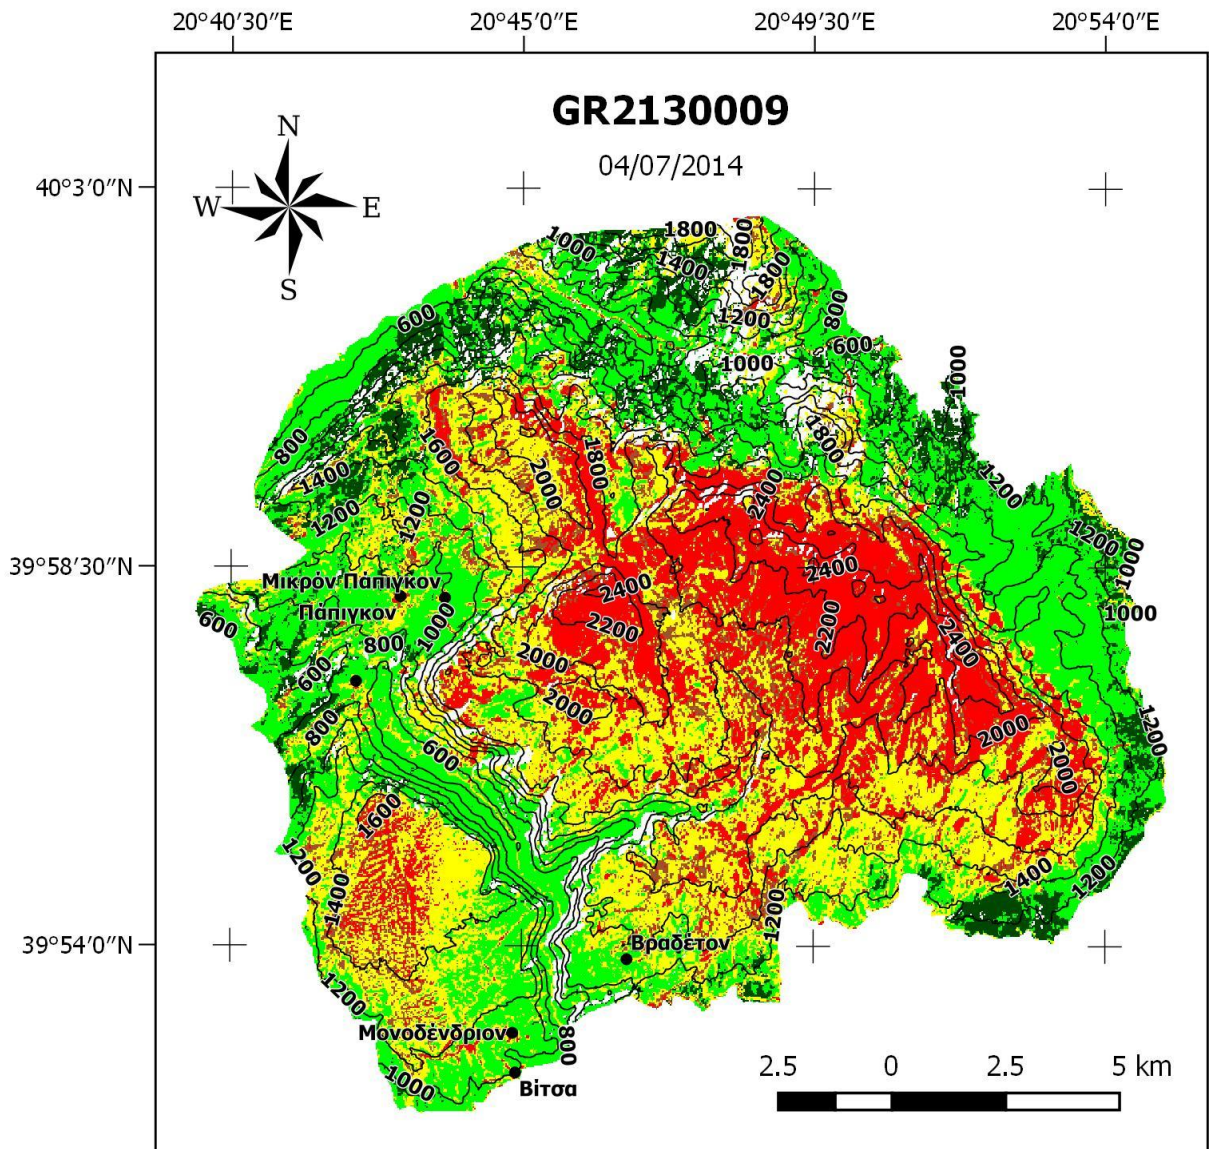 20°40′30″E 20°45′0″E 20°49′30″E 20°54′0″E
GR2130009
04/07/2014
N
40°3′0″N
W E
S
1000 1800 1800
1400 1800
600 1200 800
600
1000 1000
800 1600 1800 1800
1400 2000 2400 1200
1200 1200 1200
39°58′30″N
2400 2400 1000
Μικρόν Πάπιγκον
Πάπιγκον
600 1000 2200 2200 1000
800 2000 2400
600 2000
800 600 2000 1200
2000
1600
1200 1400 1400 1200
1200
39°54′0″N
Βραδέτον
1200
Μονοδένδριον 800
1000 Βίτσα
2.5 0 2.5 5 km